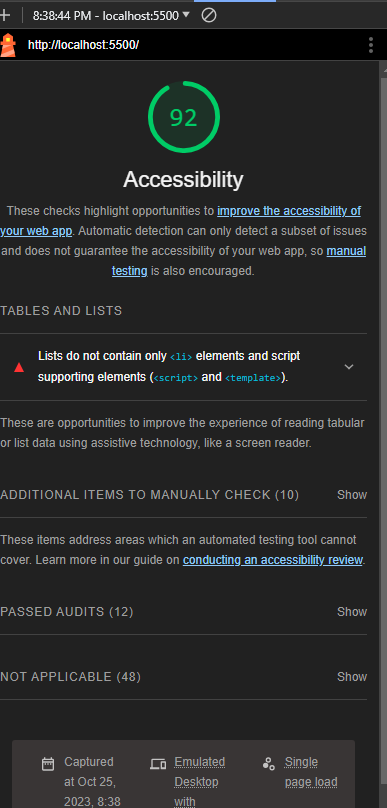 8:38:44 PM - localhost:5500
http://localhost:5500/
92
Accessibility
These checks highlight opportunities to improve the accessibility of
your web app. Automatic detection can only detect a subset of issues
and does not guarantee the accessibility of your web app, so manual
testing is also encouraged.
TABLES AND LISTS
Lists do not contain only <li> elements and script
supporting elements (<script> and <template>).
These are opportunities to improve the experience of reading tabular
or list data using assistive technology, like a screen reader.
ADDITIONAL ITEMS TO MANUALLY CHECK (10) Show
These items address areas which an automated testing tool cannot
cover. Learn more in our guide on conducting an accessibility review.
PASSED AUDITS (12) Show
NOT APPLICABLE (48) Show
Captured Emulated Single
at Oct 25, Desktop page load
2023, 8:38 with